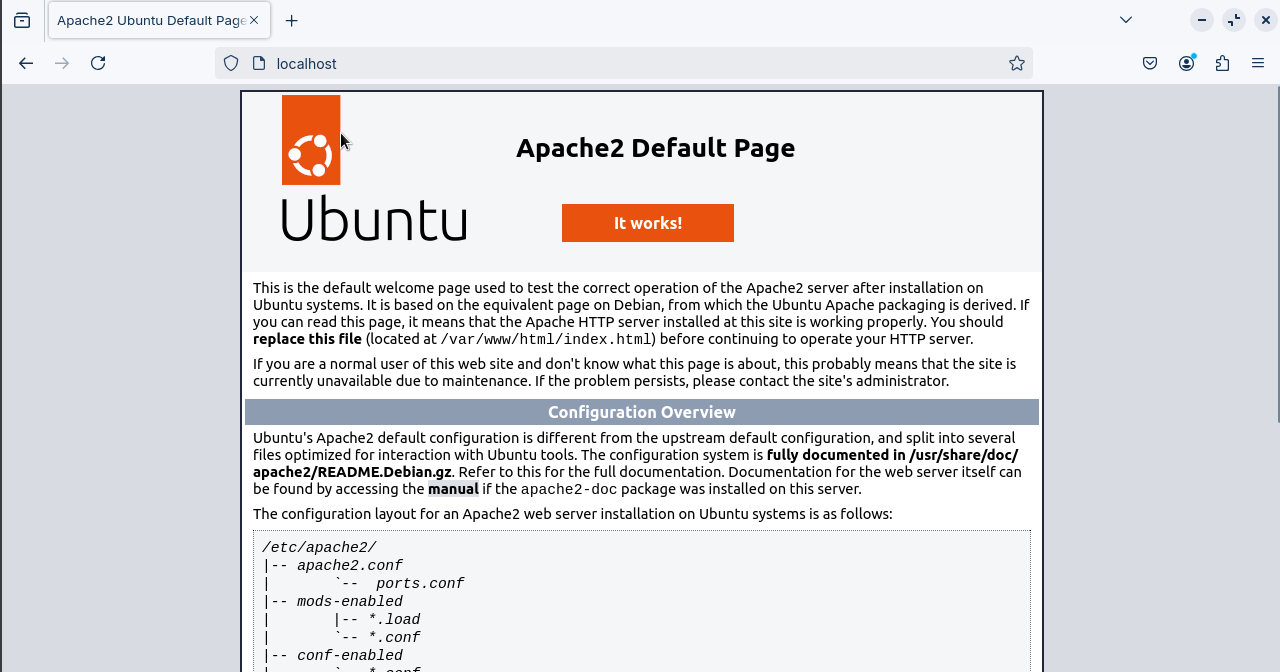 Apache2 Ubuntu Default Page
localhost
Apache2 Default Page
Ubuntu
It works!
This is the default welcome page used to test the correct operation of the Apache2 server after installation on
Ubuntu systems. It is based on the equivalent page on Debian, from which the Ubuntu Apache packaging is derived. If
you can read this page, it means that the Apache HTTP server installed at this site is working properly. You should
replace this file (located at /var/www/html/index.html) before continuing to operate your HTTP server.
If you are a normal user of this web site and don't know what this page is about, this probably means that the site is
currently unavailable due to maintenance. If the problem persists, please contact the site's administrator.
Configuration Overview
Ubuntu's Apache2 default configuration is different from the upstream default configuration, and split into several
files optimized for interaction with Ubuntu tools. The configuration system is fully documented in /usr/share/doc/
apache2/README.Debian.gz. Refer to this for the full documentation. Documentation for the web server itself can
be found by accessing the manual if the apache2-doc package was installed on this server.
The configuration layout for an Apache2 web server installation on Ubuntu systems is as follows:
/etc/apache2/
|-- apache2.conf
|       `--  ports.conf
|-- mods-enabled
|       |-- *.load
|       `-- *.conf
|-- conf-enabled
|       `-- *.conf